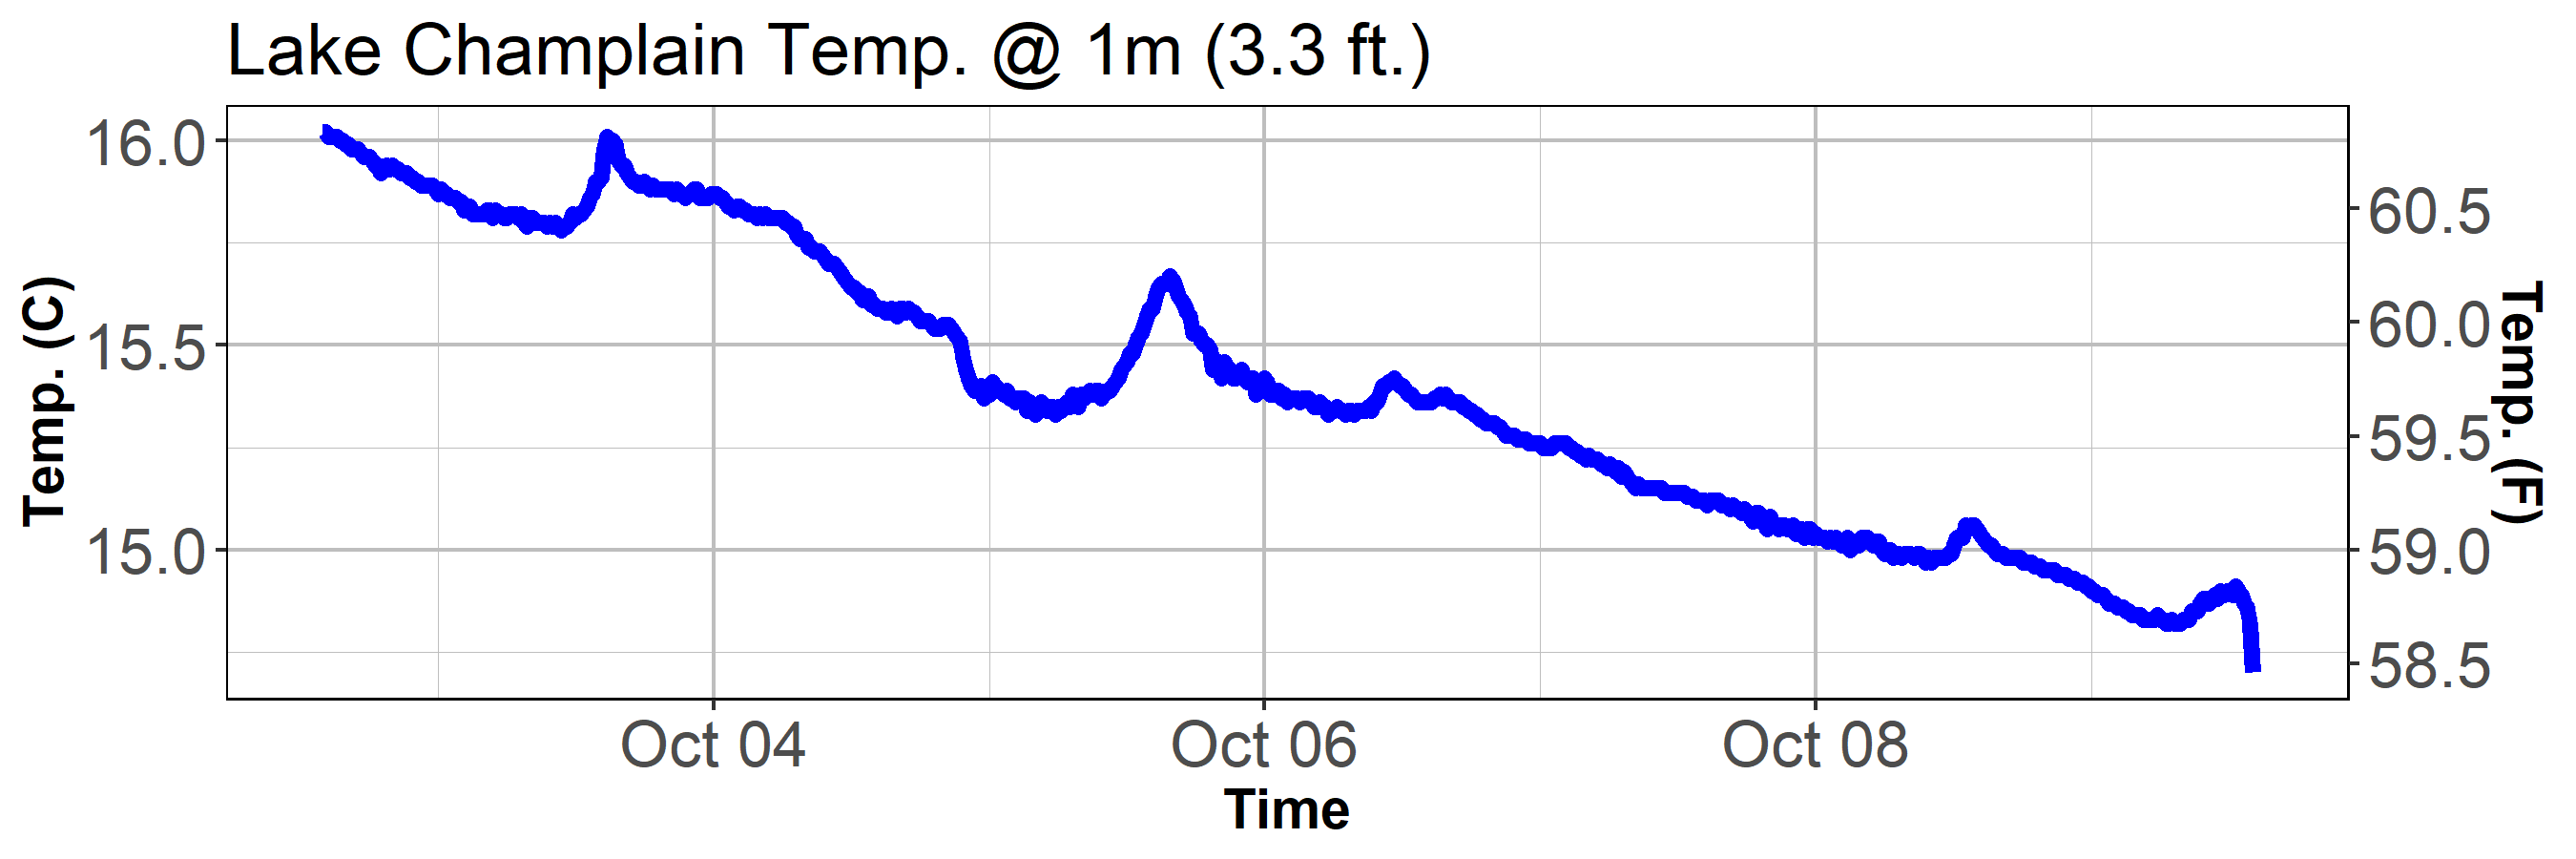 Lake Champlain Temp. @ 1m (3.3 ft.)
Temp. (C)
16.0
15.5
15.0
60.5
60.0
59.5
59.0
58.5
Temp. (F)
Oct 04
Oct 06
Oct 08
Time